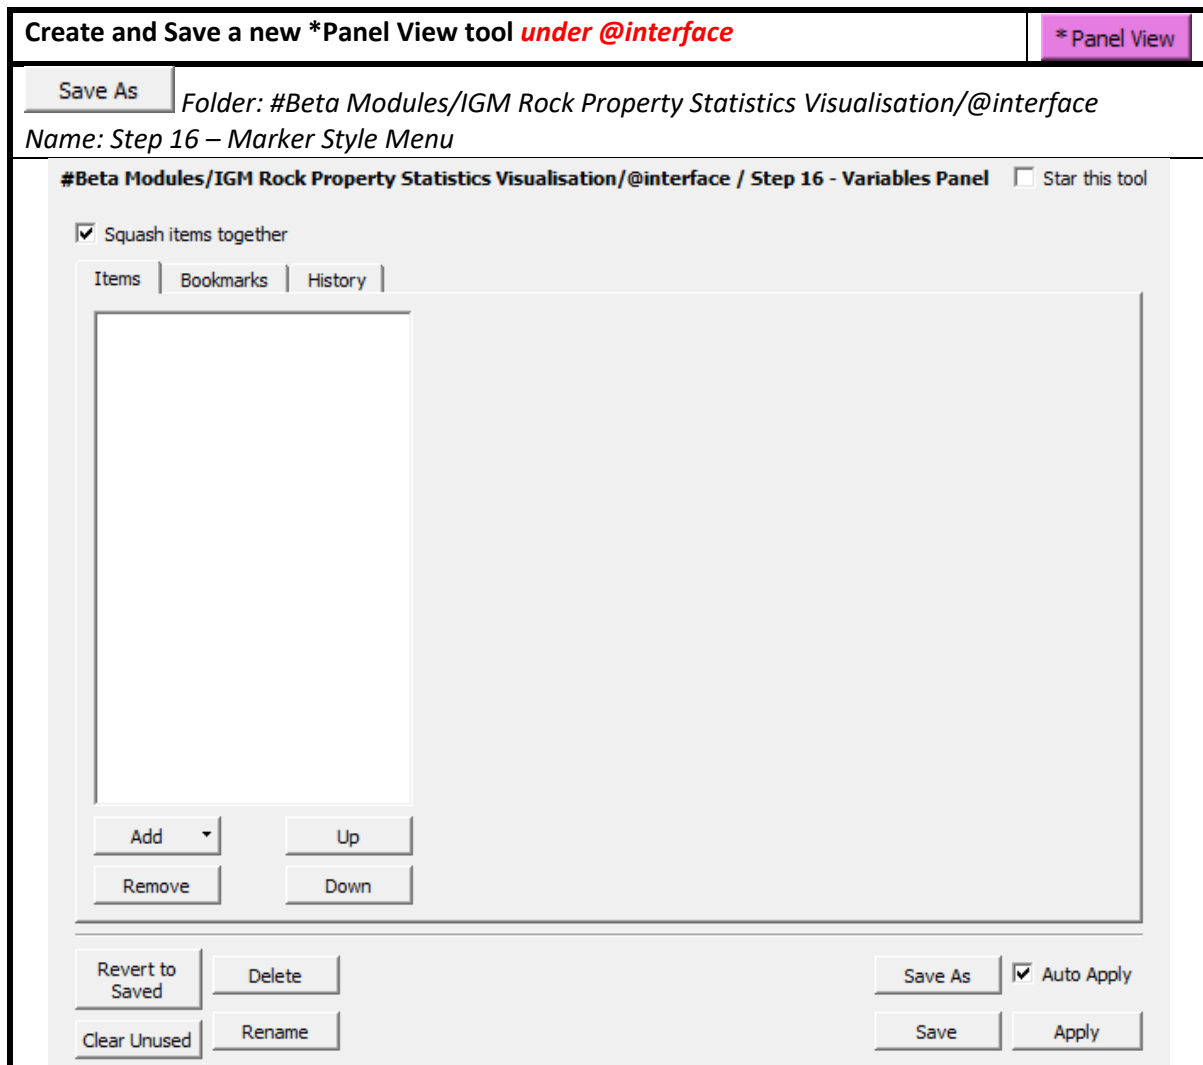 Create and Save a new *Panel View tool under @interface
* Panel View
Save As Folder: #Beta Modules/IGM Rock Property Statistics Visualisation/@interface
Name: Step 16 – Marker Style Menu
#Beta Modules/IGM Rock Property Statistics Visualisation/@interface / Step 16 - Variables Panel Star this tool
Squash items together
Items Bookmarks History
Add Up
Remove Down
Revert to Saved Delete Save As Auto Apply
Clear Unused Rename Save Apply